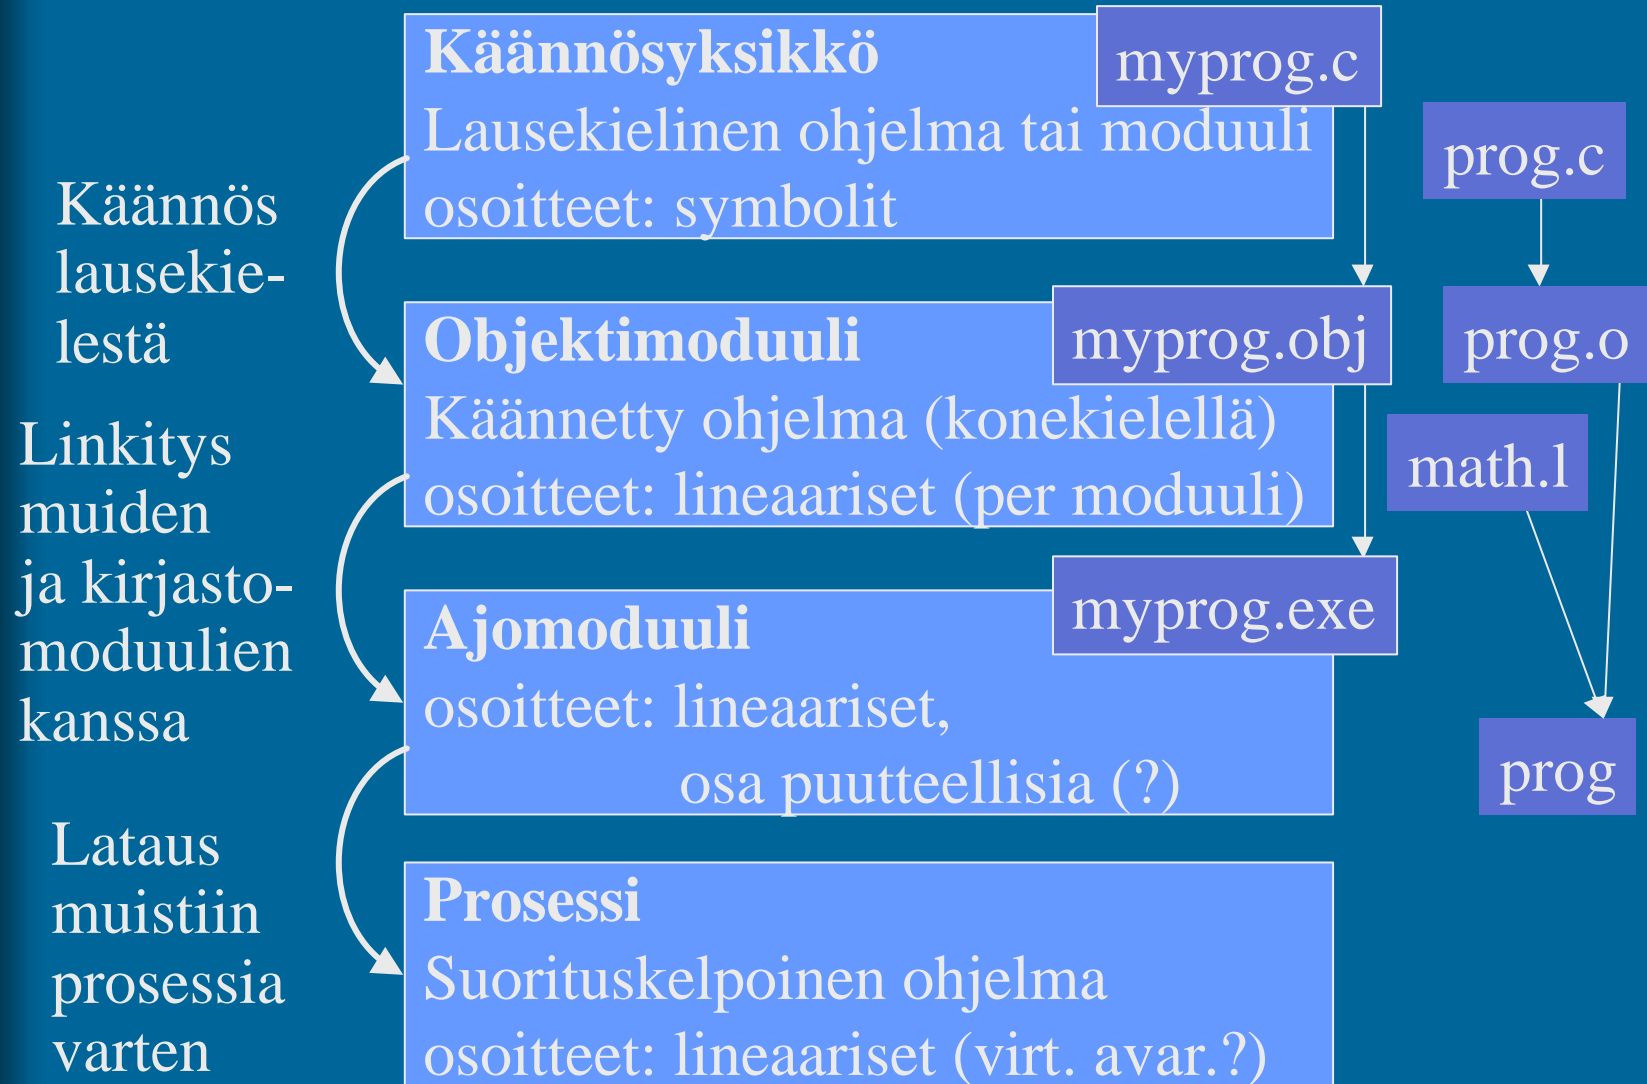 Käännösyksikkö
myprog.c
Lausekielinen ohjelma tai moduuli
osoitteet: symbolit
prog.c
Käännös
lausekie-
lestä
Objektimoduuli
myprog.obj
prog.o
Käännetty ohjelma (konekielellä)
osoitteet: lineaariset (per moduuli)
math.l
Linkitys
muiden
ja kirjasto-
moduulien
kanssa
Ajomoduuli
myprog.exe
osoitteet: lineaariset,
osa puutteellisia (?)
prog
Lataus
muistiin
prosessia
varten
Prosessi
Suorituskelpoinen ohjelma
osoitteet: lineaariset (virt. avar.?)